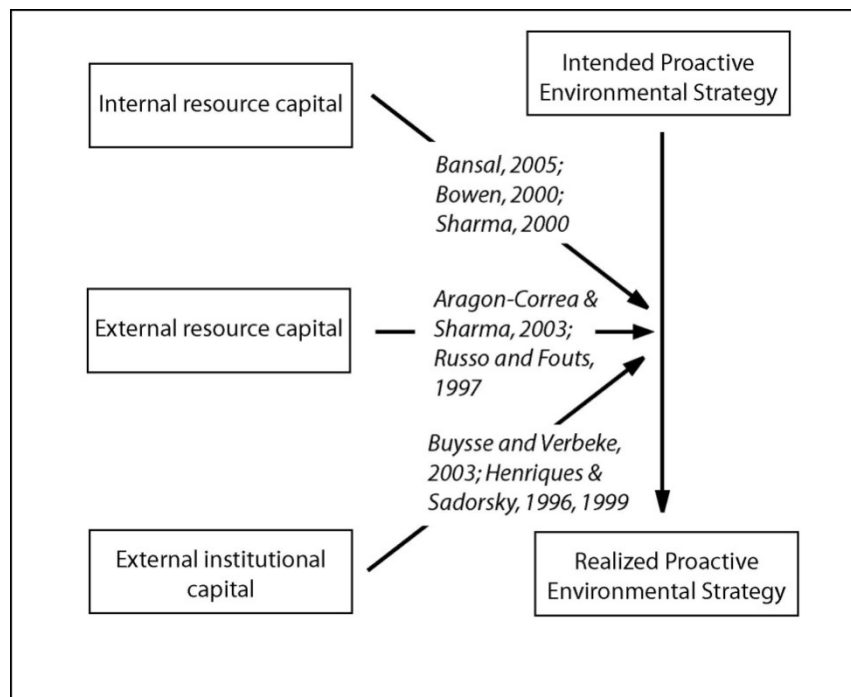 Internal resource capital
Intended Proactive
Environmental Strategy
Bansal, 2005;
Bowen, 2000;
Sharma, 2000
External resource capital
Aragon-Correa &
Sharma, 2003;
Russo and Fouts,
1997
Buysse and Verbeke,
2003; Henriques &
Sadorsky, 1996, 1999
External institutional
capital
Realized Proactive
Environmental Strategy